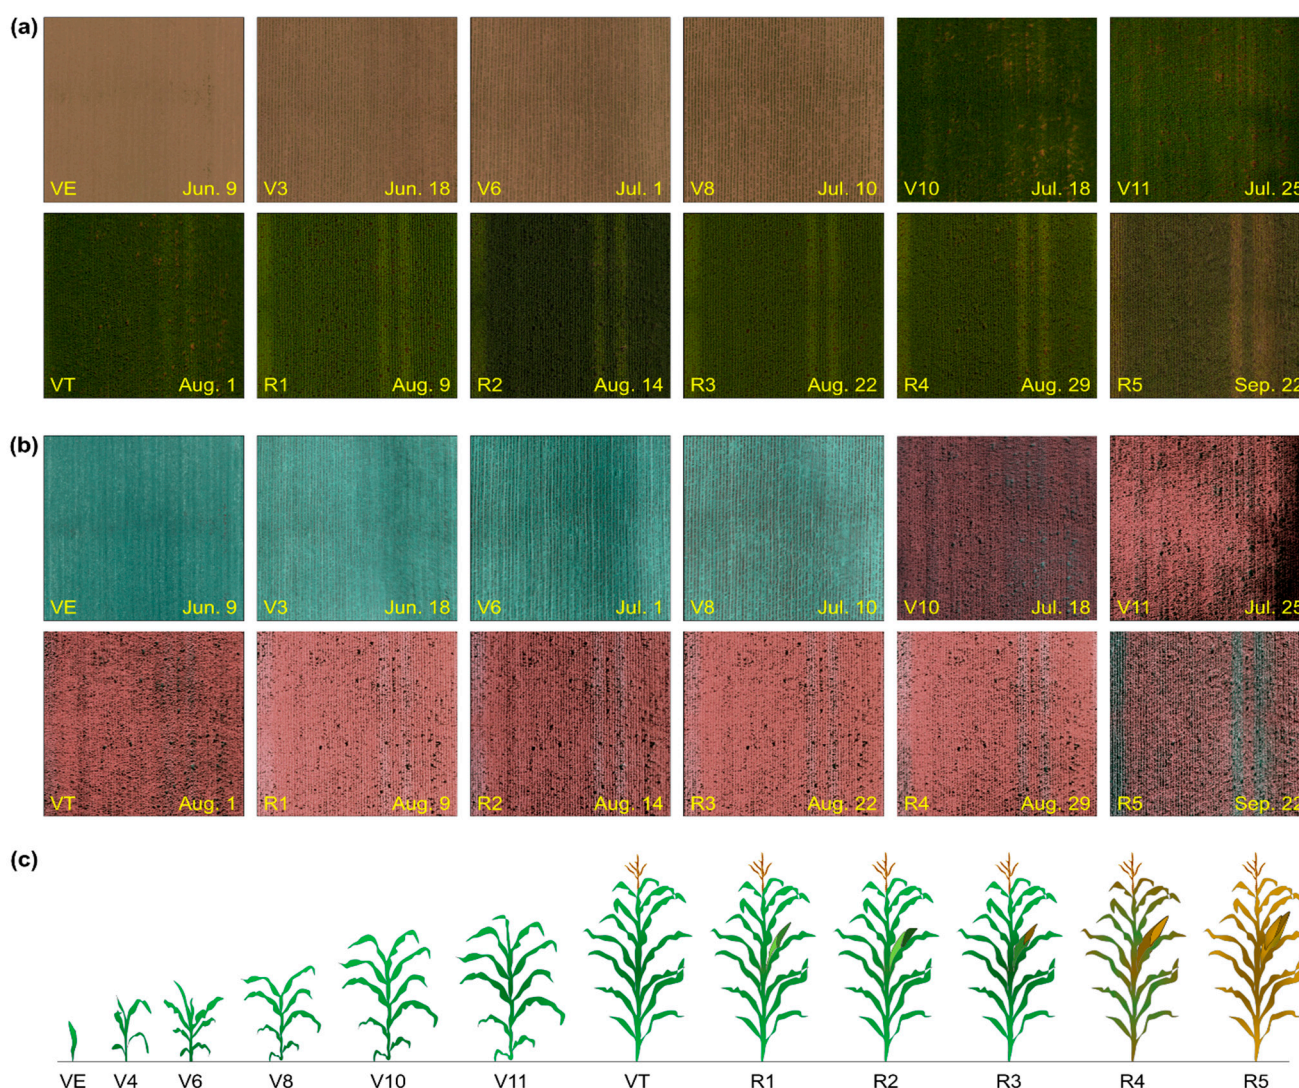 (a)
VE Jun. 9 V3 Jun. 18 V6 Jul. 1 V8 Jul. 10 V10 Jul. 18 V11 Jul. 25
VT Aug. 1 R1 Aug. 9 R2 Aug. 14 R3 Aug. 22 R4 Aug. 29 R5 Sep. 22
(b)
VE Jun. 9 V3 Jun. 18 V6 Jul. 1 V8 Jul. 10 V10 Jul. 18 V11 Jul. 25
VT Aug. 1 R1 Aug. 9 R2 Aug. 14 R3 Aug. 22 R4 Aug. 29 R5 Sep. 22
(c)
VE V4 V6 V8 V10 V11 VT R1 R2 R3 R4 R5